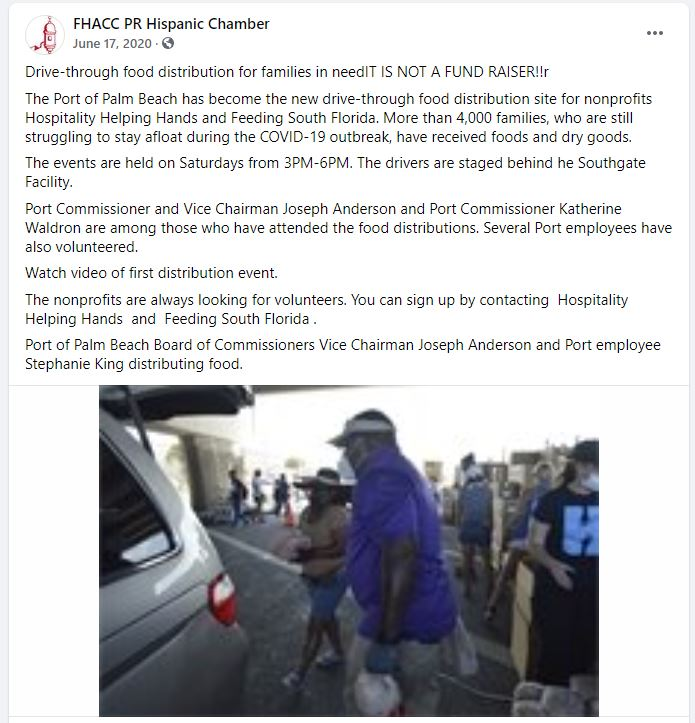 FHACC PR Hispanic Chamber
June 17, 2020 ·
Drive-through food distribution for families in needIT IS NOT A FUND RAISER!!r
The Port of Palm Beach has become the new drive-through food distribution site for nonprofits
Hospitality Helping Hands and Feeding South Florida. More than 4,000 families, who are still
struggling to stay afloat during the COVID-19 outbreak, have received foods and dry goods.
The events are held on Saturdays from 3PM-6PM. The drivers are staged behind he Southgate
Facility.
Port Commissioner and Vice Chairman Joseph Anderson and Port Commissioner Katherine
Waldron are among those who have attended the food distributions. Several Port employees have
also volunteered.
Watch video of first distribution event.
The nonprofits are always looking for volunteers. You can sign up by contacting  Hospitality
Helping Hands  and  Feeding South Florida .
Port of Palm Beach Board of Commissioners Vice Chairman Joseph Anderson and Port employee
Stephanie King distributing food.
H